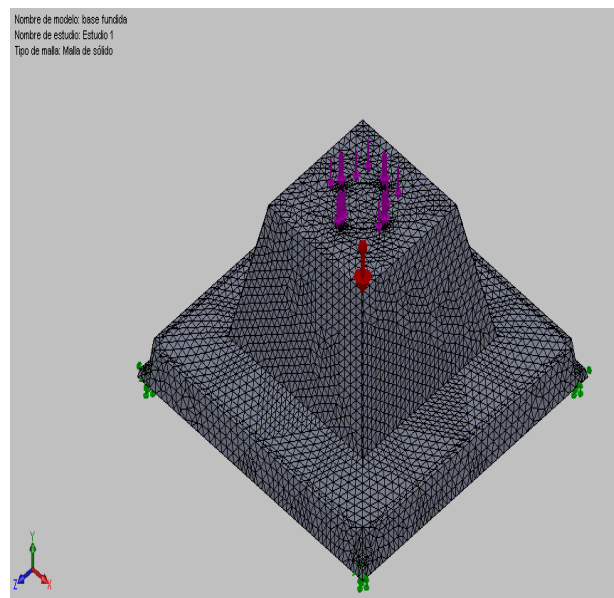 Nombre de modelo: base fundida
Nombre de estudio: Estudio 1
Tipo de malla: Malla de sólido
Y
Z
X